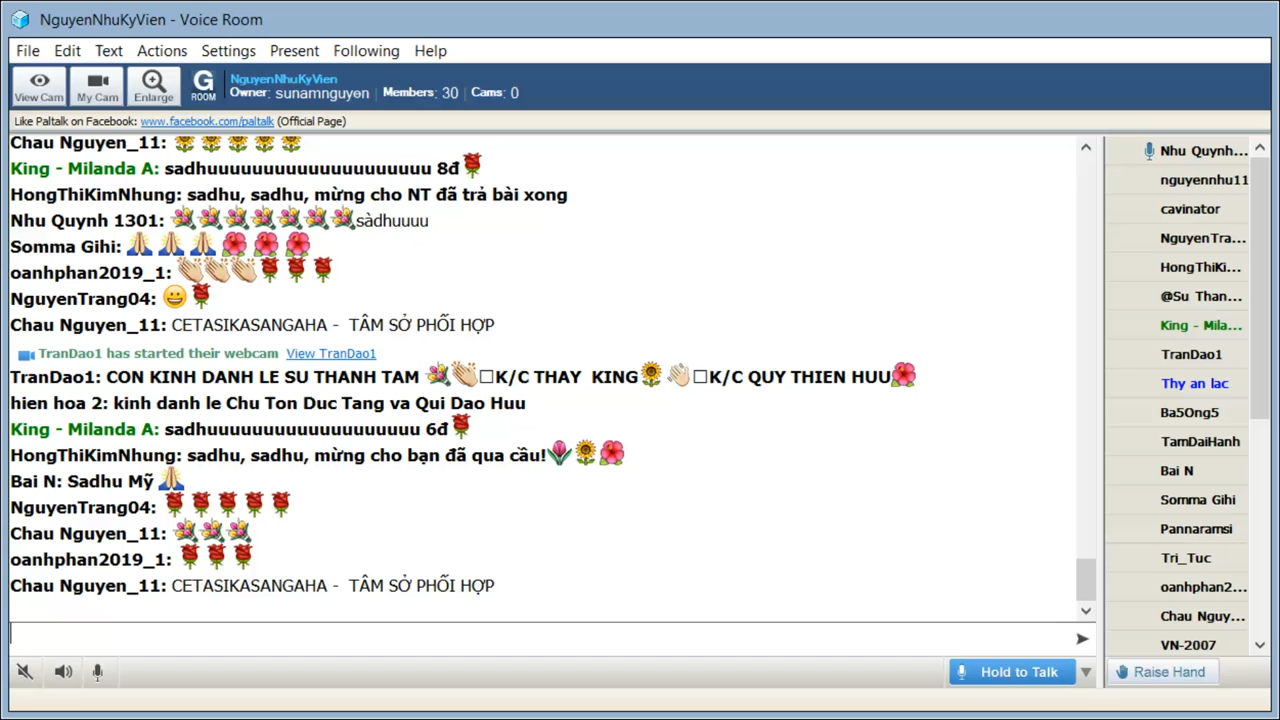 NguyenNhuKyVien - Voice Room
File Edit Text Actions Settings Present Following Help
View Cam My Cam Enlarge G ROOM NguyenNhuKyVien
Owner: sunamnguyen Members: 30 Cams: 0
Like Paltalk on Facebook: www.facebook.com/paltalk (Official Page)
Chau Nguyen_11:
King - Milanda A: sadhuuuuuuuuuuuuuuuuuuuu 8đ
HongThiKimNhung: sadhu, sadhu, mừng cho NT đã trả bài xong
Nhu Quynh 1301: sàdhuuuu
Somma Gihi:
oanhphan2019_1:
NguyenTrang04:
Chau Nguyen_11: CETASIKASANGAHA - TÂM SỞ PHỐI HỢP
TranDao1 has started their webcam View TranDao1
TranDao1: CON KINH DANH LE SU THANH TAM K/C THAY KING K/C QUY THIEN HUU
hien hoa 2: kinh danh le Chu Ton Duc Tang va Qui Dao Huu
King - Milanda A: sadhuuuuuuuuuuuuuuuuuuu 6đ
HongThiKimNhung: sadhu, sadhu, mừng cho bạn đã qua cầu!
Bai N: Sadhu Mỹ
NguyenTrang04:
Chau Nguyen_11:
oanhphan2019_1:
Chau Nguyen_11: CETASIKASANGAHA - TÂM SỞ PHỐI HỢP
Nhu Quynh...
nguyennhu11
cavinator
NguyenTra...
HongThiKi...
@Su Than...
King - Mila...
TranDao1
Thy an lac
Ba5Ong5
TamDaiHanh
Bai N
Somma Gihi
Pannaramsi
Tri_Tuc
oanhphan2...
Chau Nguy...
VN-2007
Hold to Talk Raise Hand